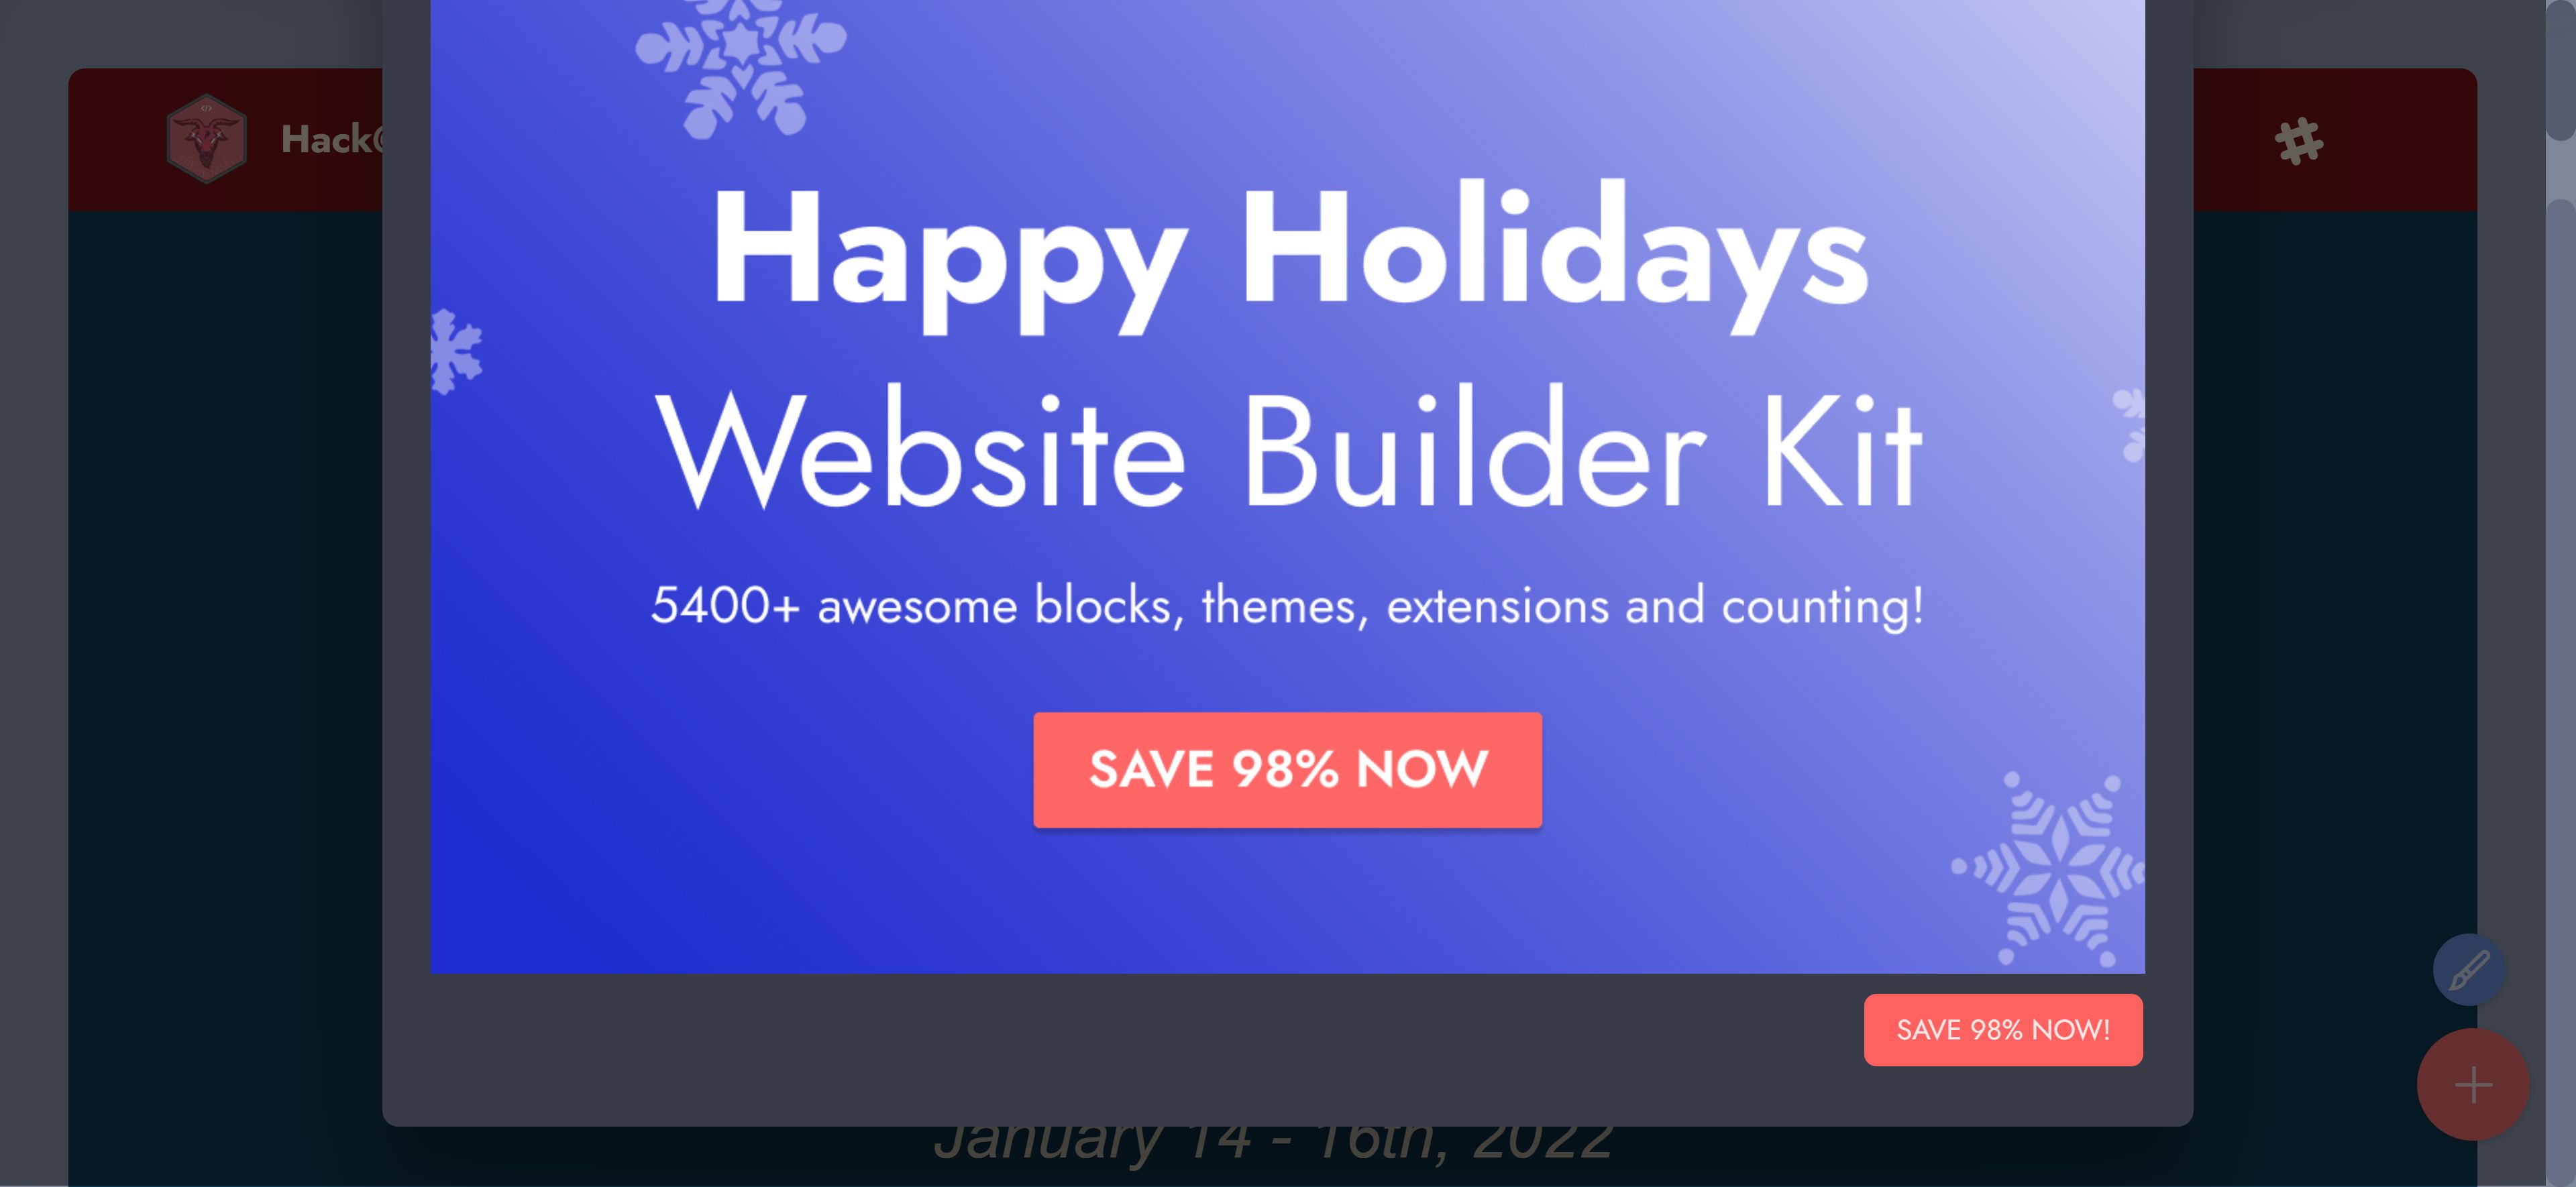 Hack@
Happy Holidays
Website Builder Kit
5400+ awesome blocks, themes, extensions and counting!
SAVE 98% NOW
SAVE 98% NOW!
January 14 - 16th, 2022